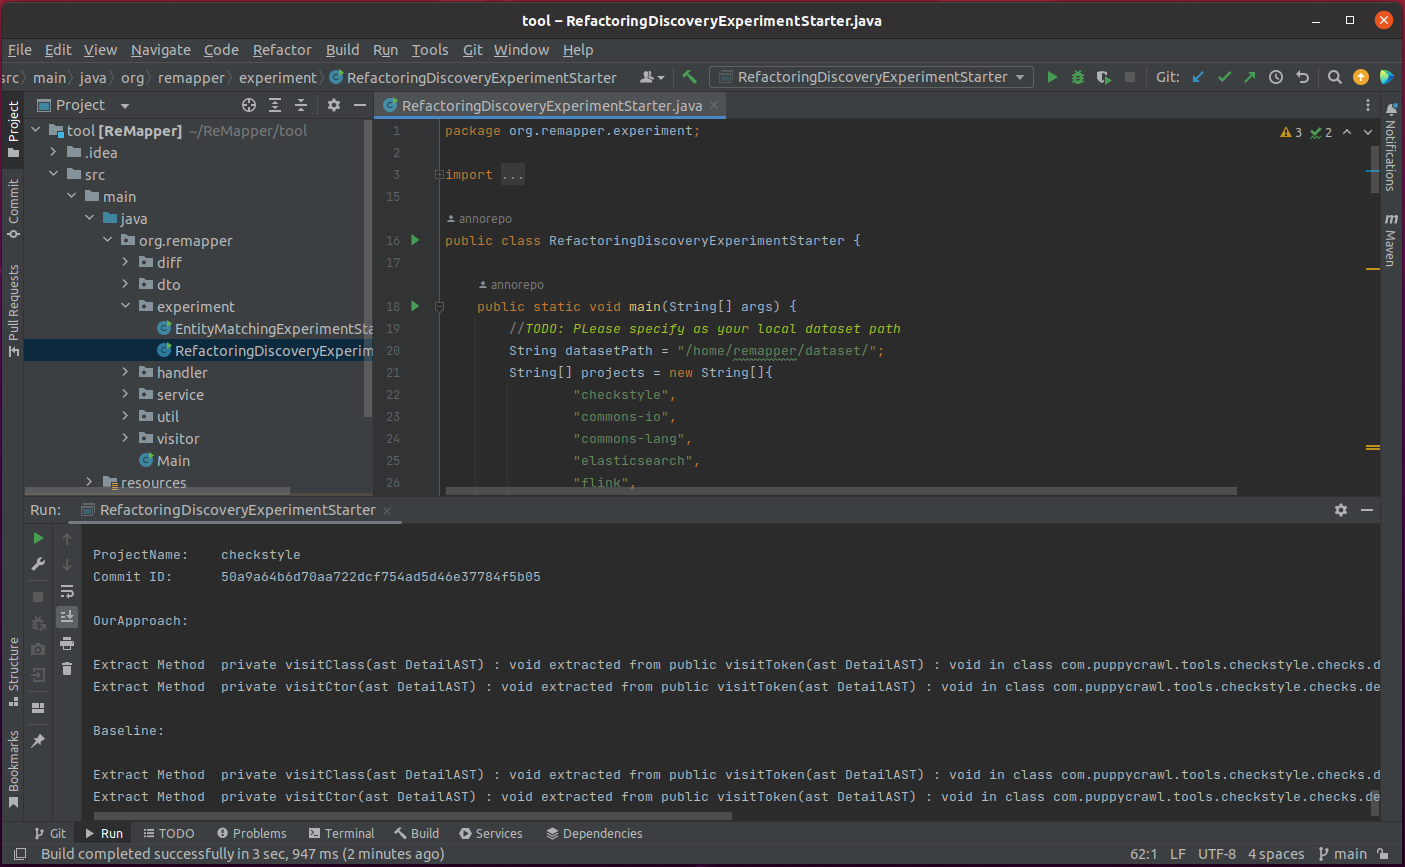 tool – RefactoringDiscoveryExperimentStarter.java
File Edit View Navigate Code Refactor Build Run Tools Git Window Help
src main java org remapper experiment RefactoringDiscoveryExperimentStarter RefactoringDiscoveryExperimentStarter Git:
Project
RefactoringDiscoveryExperimentStarter.java
Project
Commit
Pull Requests
Structure
Bookmarks
tool [ReMapper] ~/ReMapper/tool
.idea
src
main
java
org.remapper
diff
dto
experiment
EntityMatchingExperimentSta
RefactoringDiscoveryExperim
handler
service
util
visitor
Main
resources
1 package org.remapper.experiment;
2
3 import ...
15
annorepo
16 public class RefactoringDiscoveryExperimentStarter {
17
annorepo
18 public static void main(String[] args) {
19 //TODO: PLease specify as your local dataset path
20 String datasetPath = "/home/remapper/dataset/";
21 String[] projects = new String[]{
22 "checkstyle",
23 "commons-io",
24 "commons-lang",
25 "elasticsearch",
26 "flink",
3 2
Notifications
m Maven
Run: RefactoringDiscoveryExperimentStarter
ProjectName: checkstyle
Commit ID: 50a9a64b6d70aa722dcf754ad5d46e37784f5b05
OurApproach:
Extract Method private visitClass(ast DetailAST) : void extracted from public visitToken(ast DetailAST) : void in class com.puppycrawl.tools.checkstyle.checks.d
Extract Method private visitCtor(ast DetailAST) : void extracted from public visitToken(ast DetailAST) : void in class com.puppycrawl.tools.checkstyle.checks.de
Baseline:
Extract Method private visitClass(ast DetailAST) : void extracted from public visitToken(ast DetailAST) : void in class com.puppycrawl.tools.checkstyle.checks.d
Extract Method private visitCtor(ast DetailAST) : void extracted from public visitToken(ast DetailAST) : void in class com.puppycrawl.tools.checkstyle.checks.de
Git Run TODO Problems Terminal Build Services Dependencies
Build completed successfully in 3 sec, 947 ms (2 minutes ago) 62:1 LF UTF-8 4 spaces main